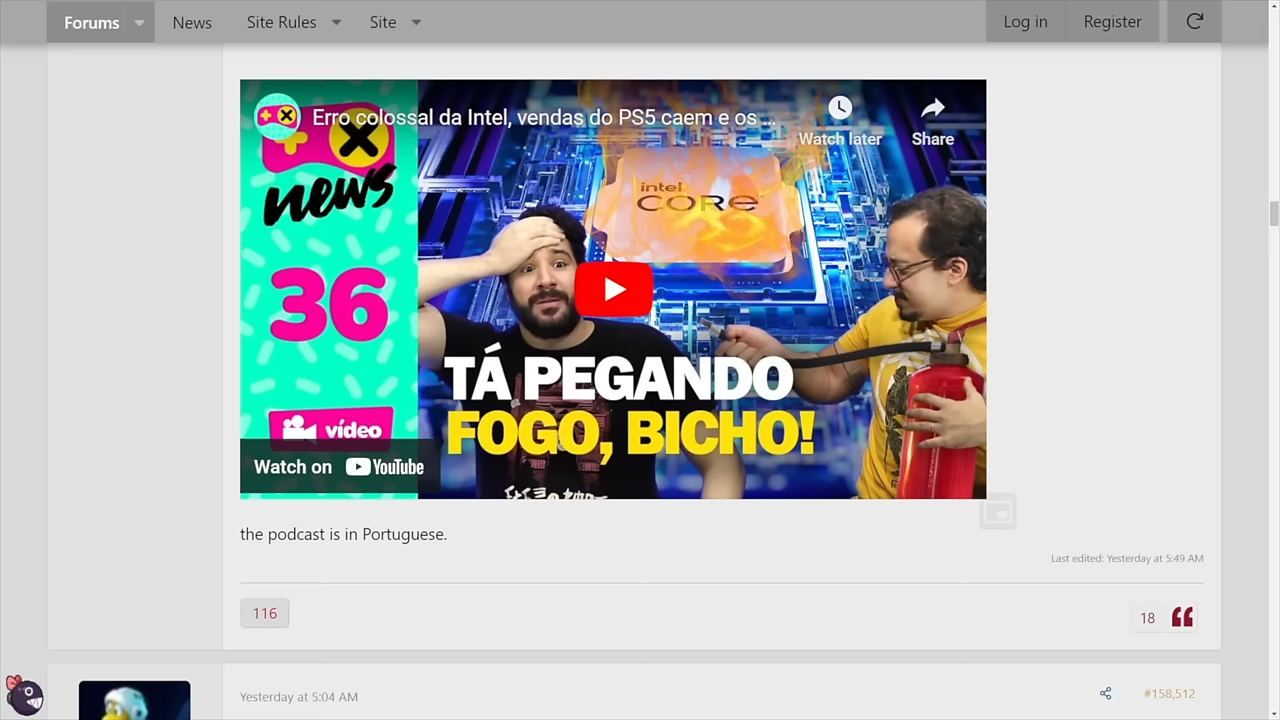 Forums
News
Site Rules
Site
Log in
Register
Erro colossal da Intel, vendas do PS5 caem e os ...
Watch later
Share
news
36
vídeo
intel
CORE
TÁ PEGANDO
FOGO, BICHO!
Watch on YouTube
the podcast is in Portuguese.
Last edited: Yesterday at 5:49 AM
116
18
Yesterday at 5:04 AM
#158,512